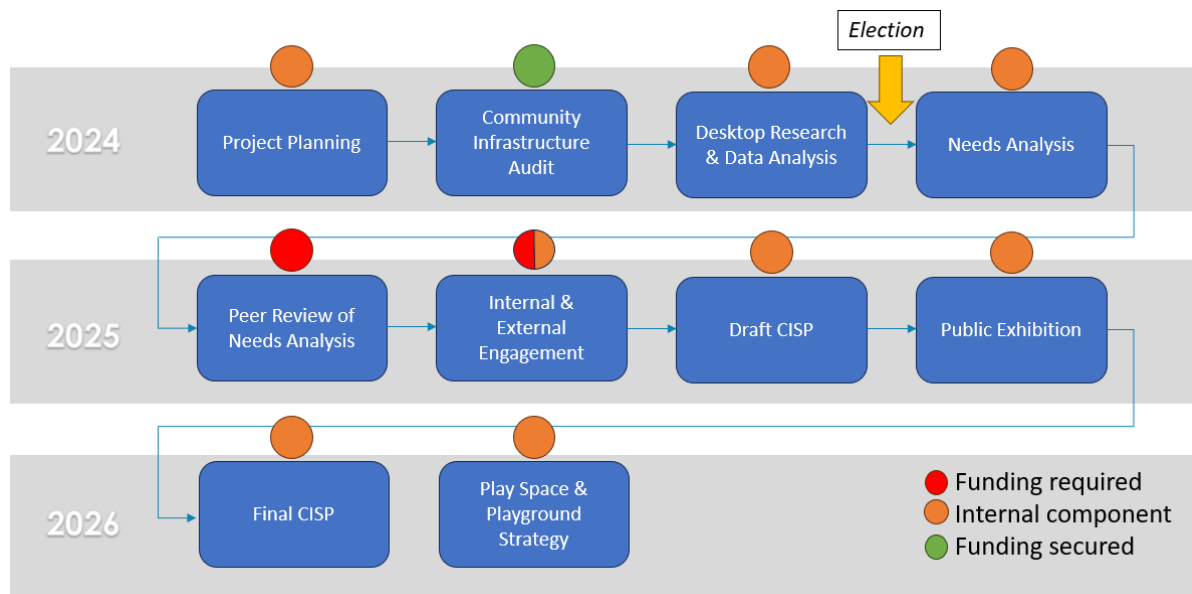 Election
2024
Project Planning
Community
Infrastructure
Audit
Desktop Research
& Data Analysis
Needs Analysis
2025
Peer Review of
Needs Analysis
Internal &
External
Engagement
Draft CISP
Public Exhibition
2026
Final CISP
Play Space &
Playground
Strategy
Funding required
Internal component
Funding secured